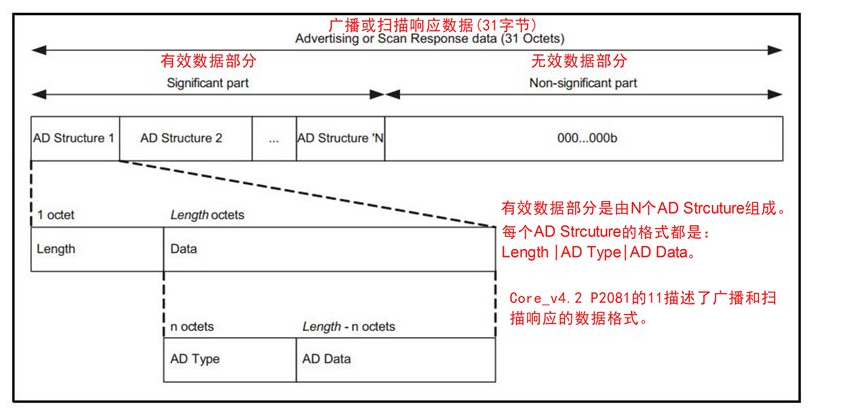 广播或扫描响应数据(31字节)
Advertising or Scan Response data (31 Octets)
有效数据部分
无效数据部分
Significant part
Non-significant part
AD Structure 1
AD Structure 2
...
AD Structure 'N
000...000b
1 octet
Length octets
Length
Data
有效数据部分是由N个AD Strcuture组成。
每个AD Strcuture的格式都是：
Length |AD Type|AD Data。
Core_v4.2 P2081的11描述了广播和扫
描响应的数据格式。
n octets
Length - n octets
AD Type
AD Data